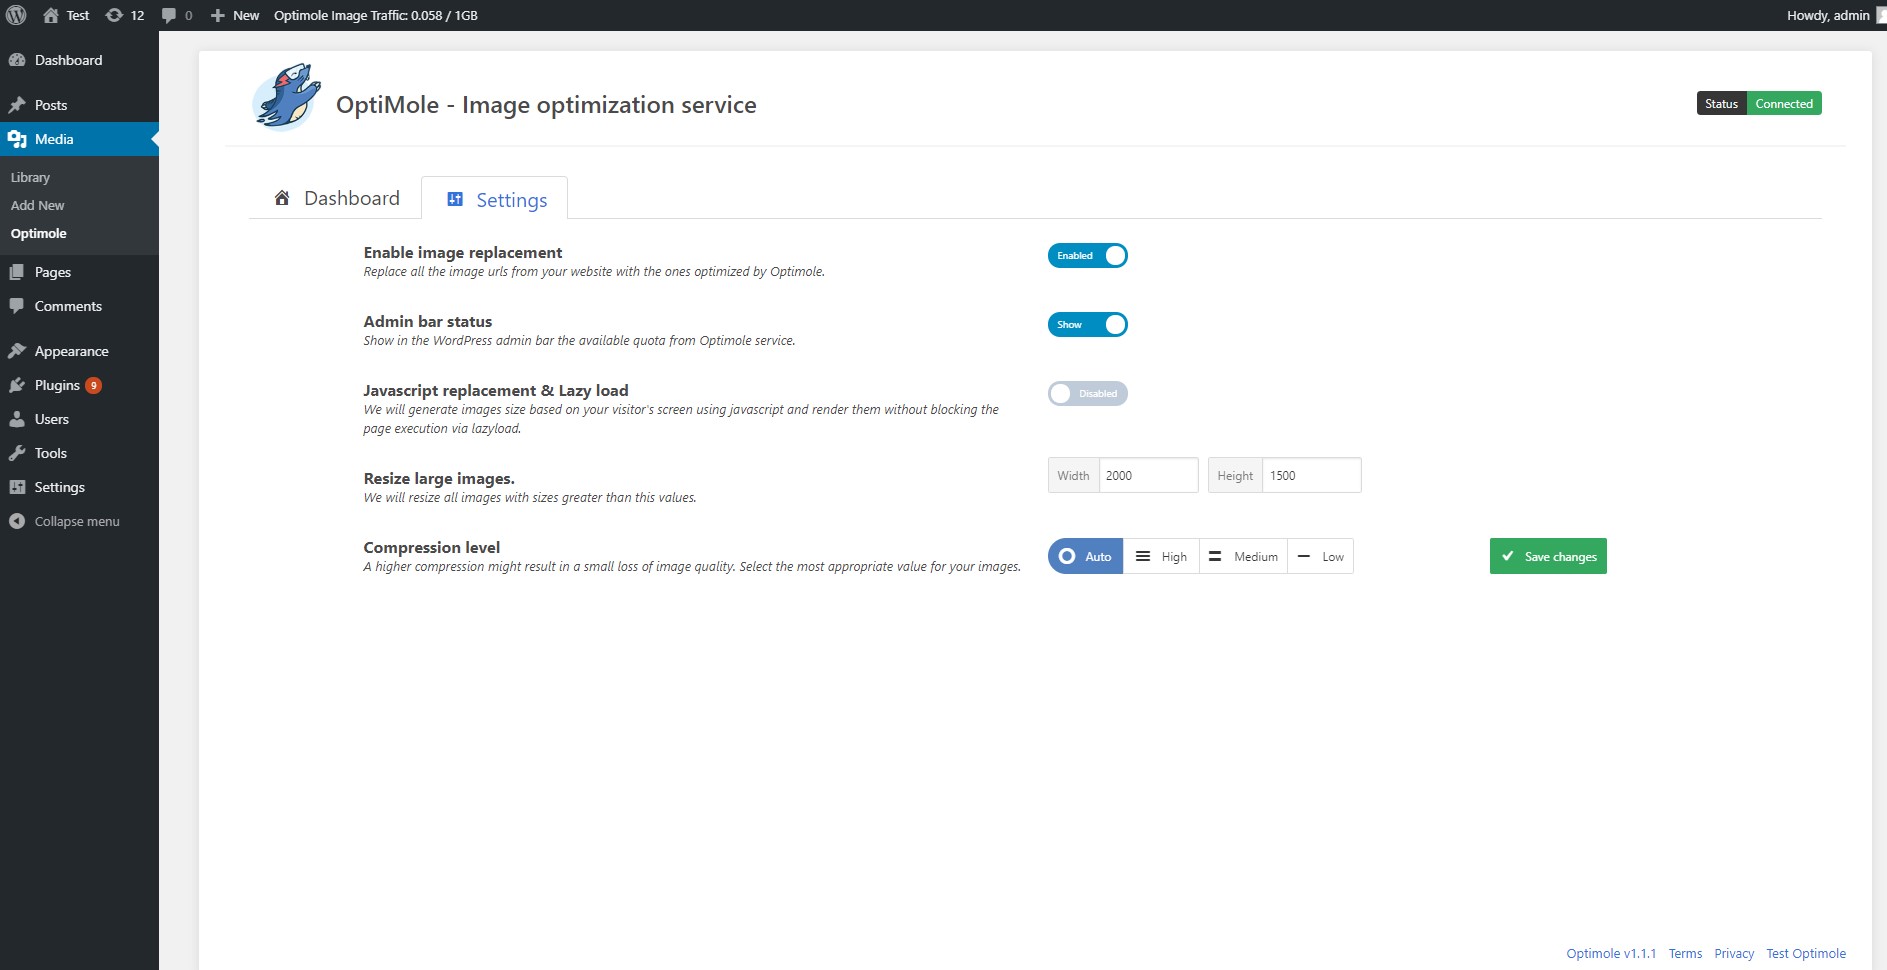 Test 12 0 New Optimole Image Traffic: 0.058 / 1GB Howdy, admin
Dashboard
Posts
Media
Library
Add New
Optimole
Pages
Comments
Appearance
Plugins 9
Users
Tools
Settings
Collapse menu
OptiMole - Image optimization service
Status Connected
Dashboard Settings
Enable image replacement
Replace all the image urls from your website with the ones optimized by Optimole.
Enabled
Admin bar status
Show in the WordPress admin bar the available quota from Optimole service.
Show
Javascript replacement & Lazy load
We will generate images size based on your visitor's screen using javascript and render them without blocking the
page execution via lazyload.
Disabled
Resize large images.
We will resize all images with sizes greater than this values.
Width 2000 Height 1500
Compression level
A higher compression might result in a small loss of image quality. Select the most appropriate value for your images.
Auto High Medium Low
Save changes
Optimole v1.1.1 Terms Privacy Test Optimole